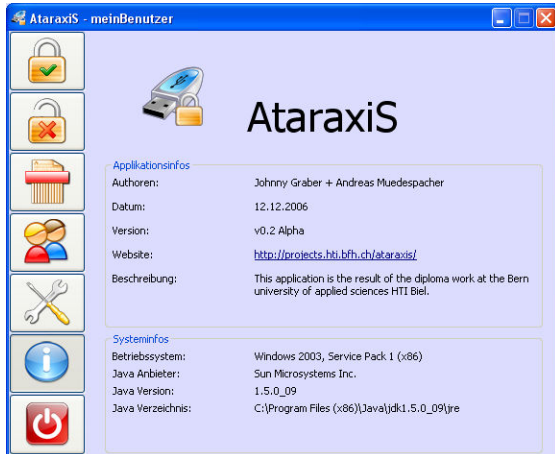 AtaraxiS - meinBenutzer
AtaraxiS
Applikationsinfos
Authoren: Johnny Graber + Andreas Muedespacher
Datum: 12.12.2006
Version: v0.2 Alpha
Website: http://projects.hti.bfh.ch/ataraxis/
Beschreibung: This application is the result of the diploma work at the Bern
university of applied sciences HTI Biel.
Systeminfos
Betriebssystem: Windows 2003, Service Pack 1 (x86)
Java Anbieter: Sun Microsystems Inc.
Java Version: 1.5.0_09
Java Verzeichnis: C:\Program Files (x86)\Java\jdk1.5.0_09\jre